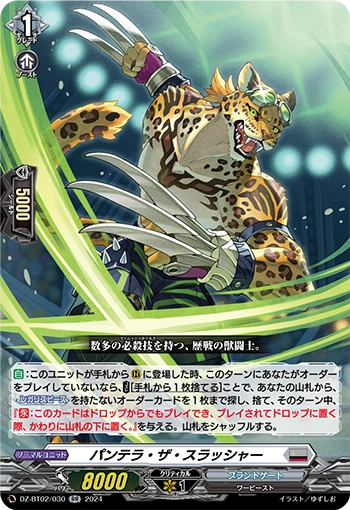 1
グレード
ブースト
5000
シールド
数多の必殺技を持つ、歴戦の獣闘士。
自:このユニットが手札からRに登場した時、このターンにあなたがオーダー
をプレイしていないなら、【手札から1枚捨てる】ことで、あなたの山札から、
レガリスピースを持たないオーダーカードを1枚まで探し、捨て、そのターン中、
『永:このカードはドロップからでもプレイでき、プレイされてドロップに置く
際、かわりに山札の下に置く。』を与える。山札をシャッフルする。
ノーマルユニット
パンテラ・ザ・スラッシャー
パワー
8000
クリティカル
1
ブラントゲート
ワービースト
DZ-BT02/030 RR 2024
イラスト/ゆずしお